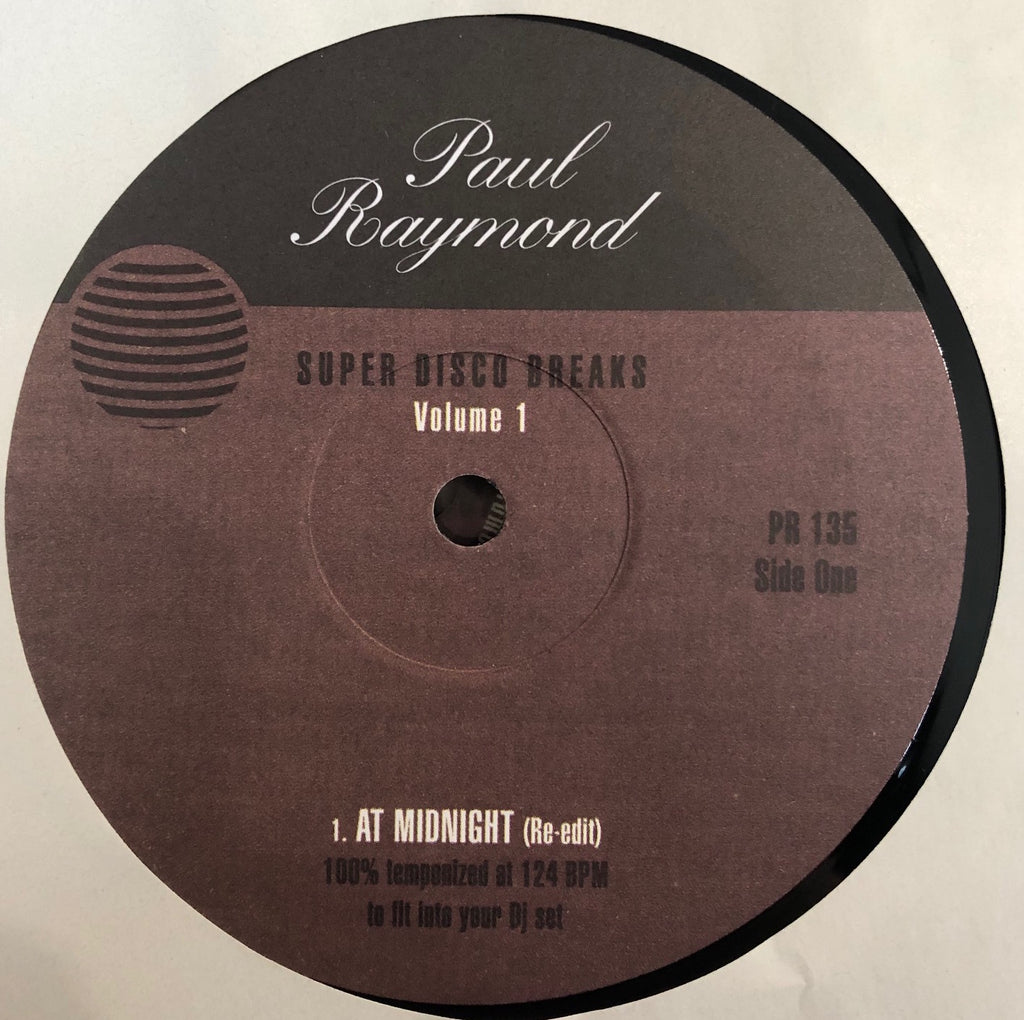 Paul
Raymond
SUPER DISCO BREAKS
Volume 1
PR 135
Side One
1. AT MIDNIGHT (Re-edit)
100% temponized at 124 BPM
to fit into your Dj set